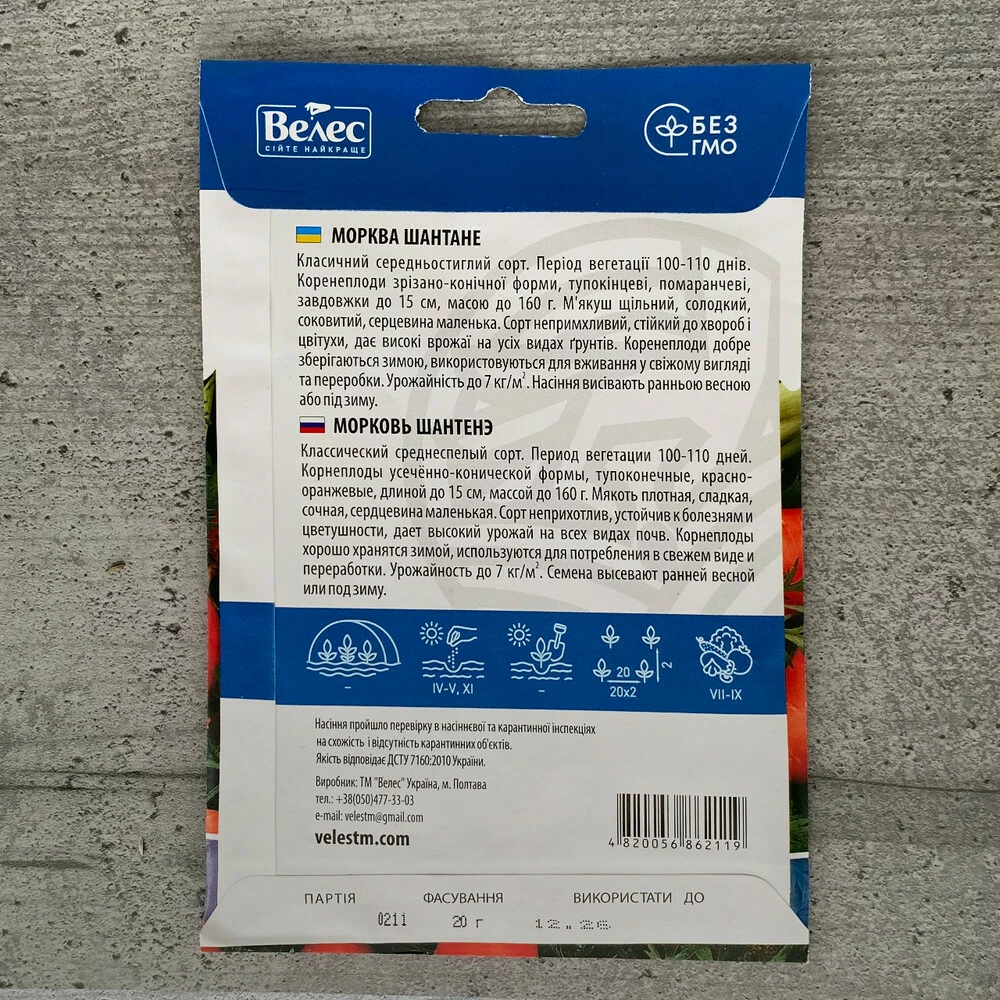 Велес
СІЙТЕ НАЙКРАЩЕ
БЕЗ
ГМО
МОРКВА ШАНТАНЕ
Класичний середньостиглий сорт. Період вегетації 100-110 днів.
Коренеплоди зрізано-конічної форми, тупокінцеві, помаранчеві,
завдовжки до 15 см, масою до 160 г. М'якуш щільний, солодкий,
соковитий, серцевина маленька. Сорт непримхливий, стійкий до хвороб і
цвітухи, дає високі врожаї на усіх видах ґрунтів. Коренеплоди добре
зберігаються зимою, використовуються для вживання у свіжому вигляді
та переробки. Урожайність до 7 кг/м². Насіння висівають ранньою весною
або під зиму.
МОРКОВЬ ШАНТЕНЭ
Классический среднеспелый сорт. Период вегетации 100-110 дней.
Корнеплоды усечённо-конической формы, тупоконечные, красно-
оранжевые, длиной до 15 см, массой до 160 г. Мякоть плотная, сладкая,
сочная, сердцевина маленькая. Сорт неприхотлив, устойчив к болезням и
цветушности, дает высокий урожай на всех видах почв. Корнеплоды
хорошо хранятся зимой, используются для потребления в свежем виде и
переработки. Урожайность до 7 кг/м². Семена высевают ранней весной
или под зиму.
20
2
– IV-V, XI – 20x2 VII-IX
Насіння пройшло перевірку в насіннєвої та карантинної інспекціях
на схожість і відсутність карантинних об'єктів.
Якість відповідає ДСТУ 7160:2010 України.
Виробник: ТМ "Велес" Україна, м. Полтава
тел.: +38(050)477-33-03
e-mail: velestm@gmail.com
velestm.com
4 820056 862119
ПАРТІЯ ФАСУВАННЯ ВИКОРИСТАТИ ДО
0211 20 г 12.26